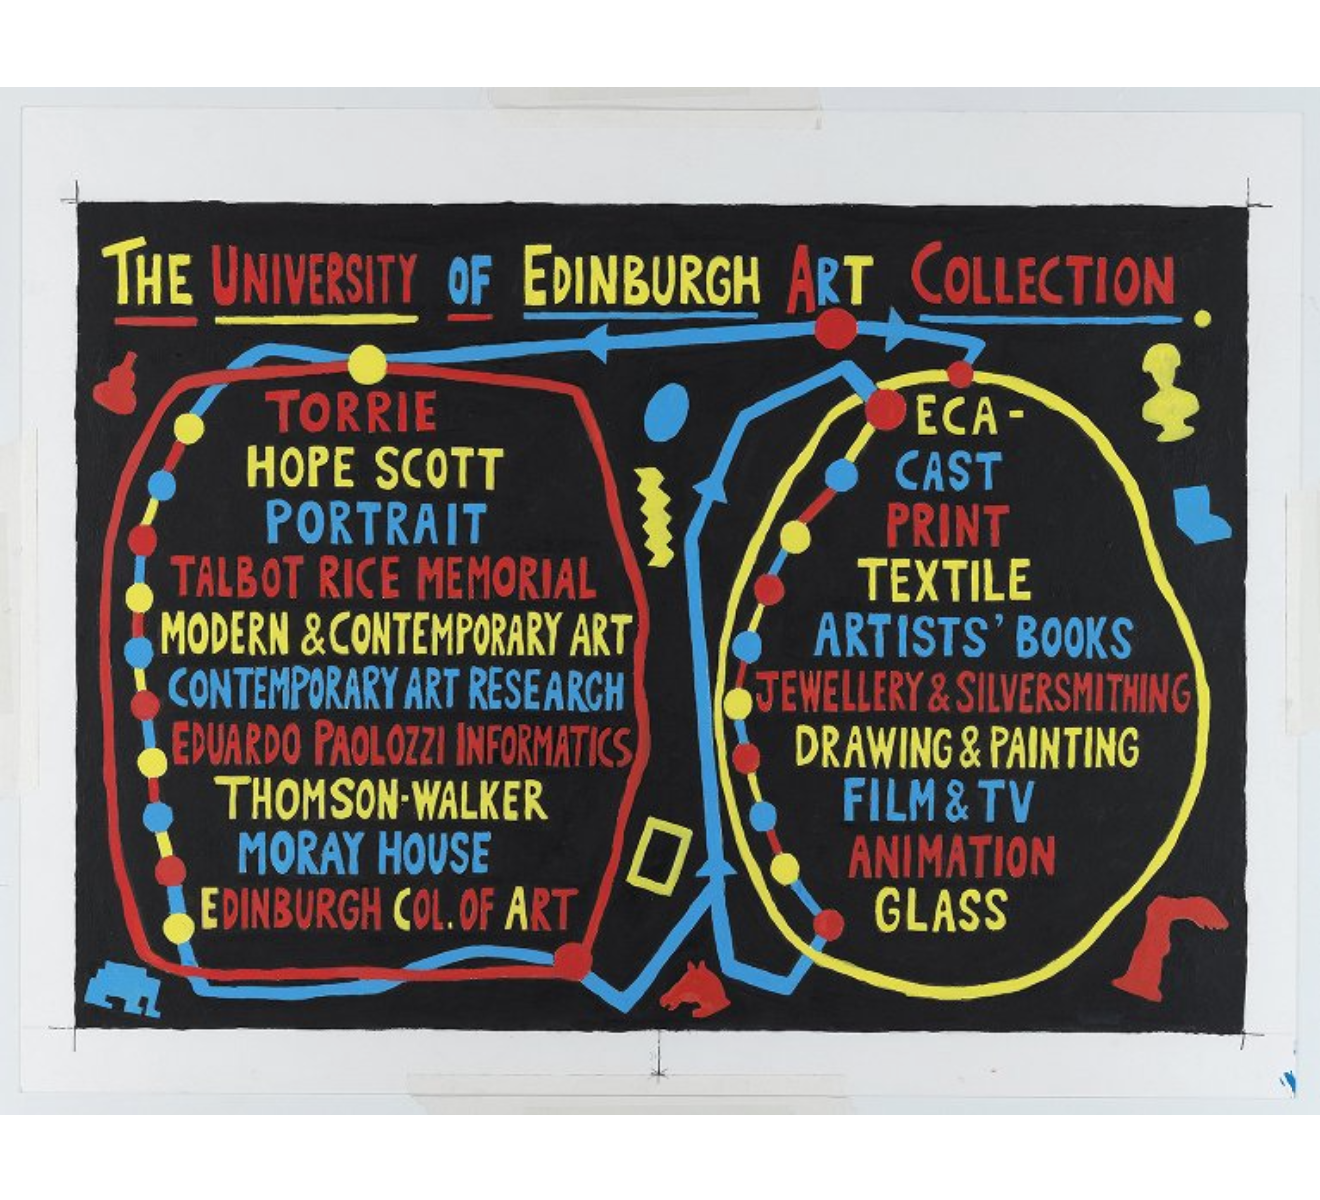 THE UNIVERSITY OF EDINBURGH ART COLLECTION.
TORRIE
HOPE SCOTT
PORTRAIT
TALBOT RICE MEMORIAL
MODERN & CONTEMPORARY ART
CONTEMPORARY ART RESEARCH
EDUARDO PAOLOZZI INFORMATICS
THOMSON-WALKER
MORAY HOUSE
EDINBURGH COL. OF ART
ECA-
CAST
PRINT
TEXTILE
ARTISTS' BOOKS
JEWELLERY & SILVERSMITHING
DRAWING & PAINTING
FILM & TV
ANIMATION
GLASS